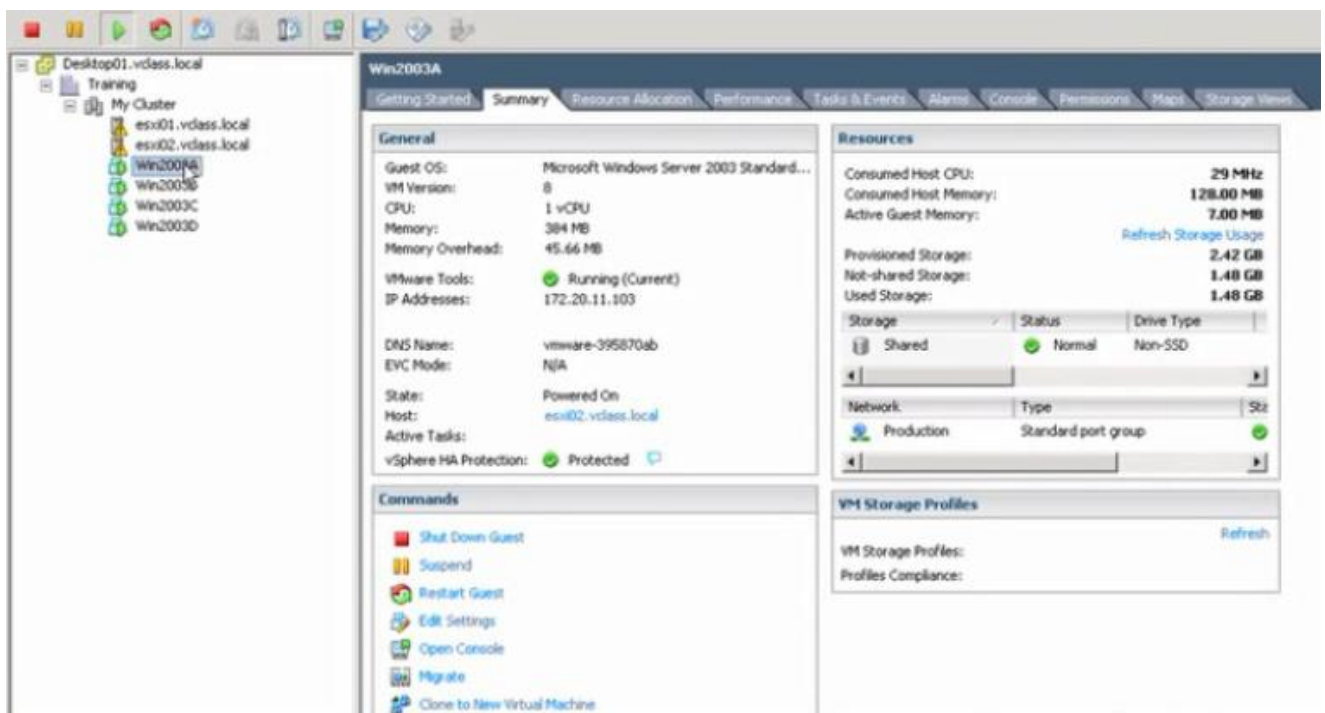 Desktop01.vclass.local
Training
My Cluster
esxi01.vclass.local
esxi02.vclass.local
Win2003A
Win2003B
Win2003C
Win2003D
Win2003A
Getting Started Summary Resource Allocation Performance Tasks & Events Alarms Console Permissions Maps Storage Views
General
Guest OS: Microsoft Windows Server 2003 Standard...
VM Version: 8
CPU: 1 vCPU
Memory: 384 MB
Memory Overhead: 45.66 MB
VMware Tools: Running (Current)
IP Addresses: 172.20.11.103
DNS Name: vmware-395870ab
EVC Mode: N/A
State: Powered On
Host: esxi02.vclass.local
Active Tasks:
vSphere HA Protection: Protected
Commands
Shut Down Guest
Suspend
Restart Guest
Edit Settings
Open Console
Migrate
Clone to New Virtual Machine
Resources
Consumed Host CPU: 29 MHz
Consumed Host Memory: 128.00 MB
Active Guest Memory: 7.00 MB
Refresh Storage Usage
Provisioned Storage: 2.42 GB
Not-shared Storage: 1.48 GB
Used Storage: 1.48 GB
Storage Status Drive Type
Shared Normal Non-SSD
Network Type Sta
Production Standard port group
VM Storage Profiles
Refresh
VM Storage Profiles:
Profiles Compliance: